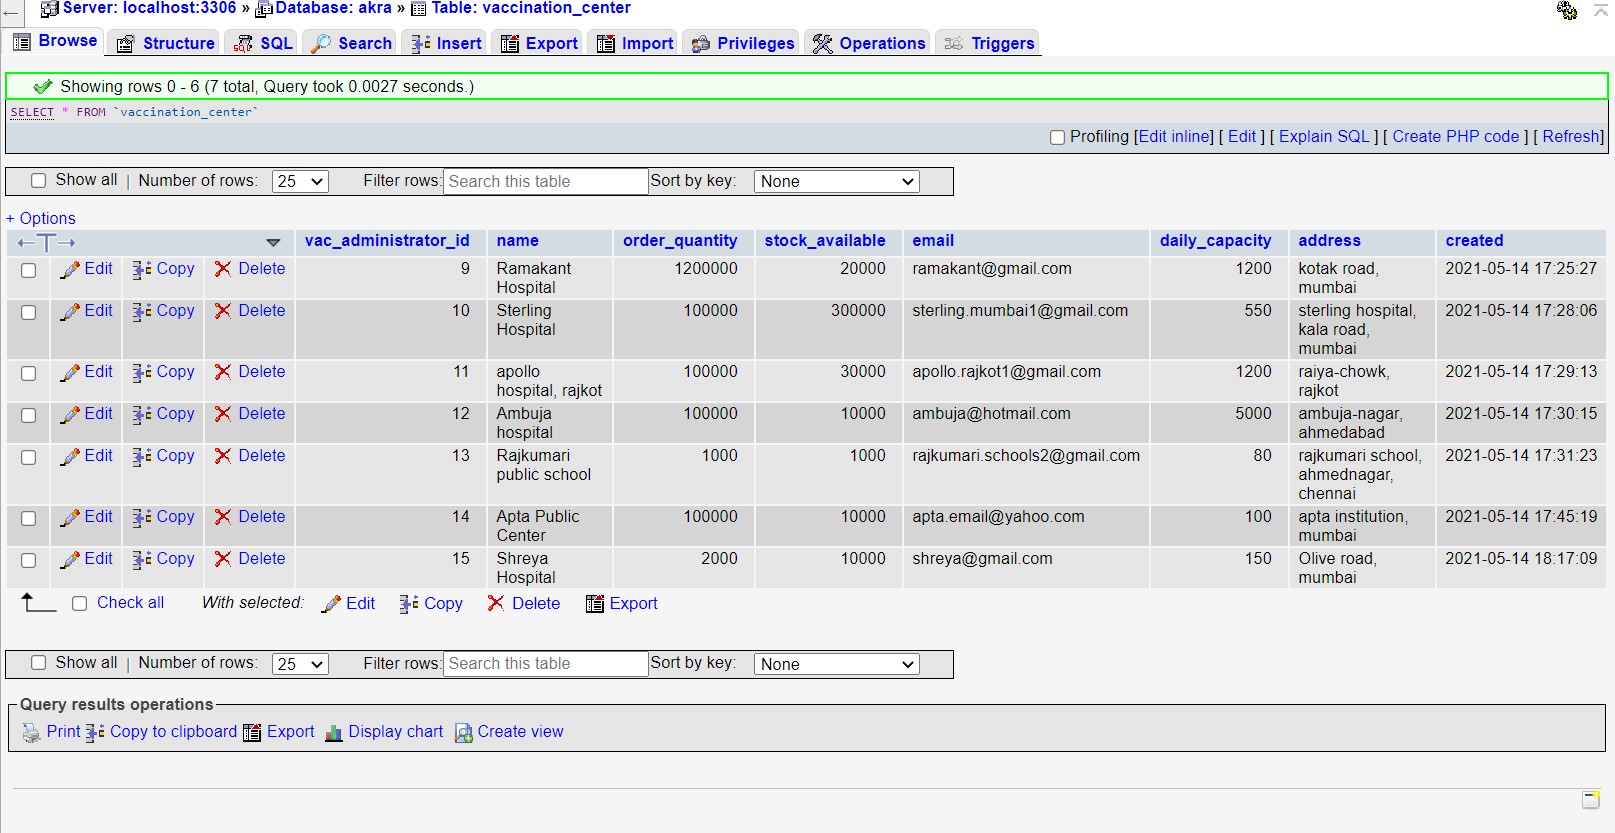 Server: localhost:3306 » Database: akra » Table: vaccination_center
Browse Structure SQL Search Insert Export Import Privileges Operations Triggers
Showing rows 0 - 6 (7 total, Query took 0.0027 seconds.)
SELECT * FROM `vaccination_center`
Profiling [Edit inline] [ Edit ] [ Explain SQL ] [ Create PHP code ] [ Refresh]
Show all | Number of rows: 25 Filter rows: Search this table Sort by key: None
+ Options
←T→ vac_administrator_id name order_quantity stock_available email daily_capacity address created
Edit Copy Delete 9 Ramakant 1200000 20000 ramakant@gmail.com 1200 kotak road, 2021-05-14 17:25:27
Hospital mumbai
Edit Copy Delete 10 Sterling 100000 300000 sterling.mumbai1@gmail.com 550 sterling hospital, 2021-05-14 17:28:06
Hospital kala road,
mumbai
Edit Copy Delete 11 apollo 100000 30000 apollo.rajkot1@gmail.com 1200 raiya-chowk, 2021-05-14 17:29:13
hospital, rajkot rajkot
Edit Copy Delete 12 Ambuja 100000 10000 ambuja@hotmail.com 5000 ambuja-nagar, 2021-05-14 17:30:15
hospital ahmedabad
Edit Copy Delete 13 Rajkumari 1000 1000 rajkumari.schools2@gmail.com 80 rajkumari school, 2021-05-14 17:31:23
public school ahmednagar,
chennai
Edit Copy Delete 14 Apta Public 100000 10000 apta.email@yahoo.com 100 apta institution, 2021-05-14 17:45:19
Center mumbai
Edit Copy Delete 15 Shreya 2000 10000 shreya@gmail.com 150 Olive road, 2021-05-14 18:17:09
Hospital mumbai
Check all With selected: Edit Copy Delete Export
Show all | Number of rows: 25 Filter rows: Search this table Sort by key: None
Query results operations
Print Copy to clipboard Export Display chart Create view